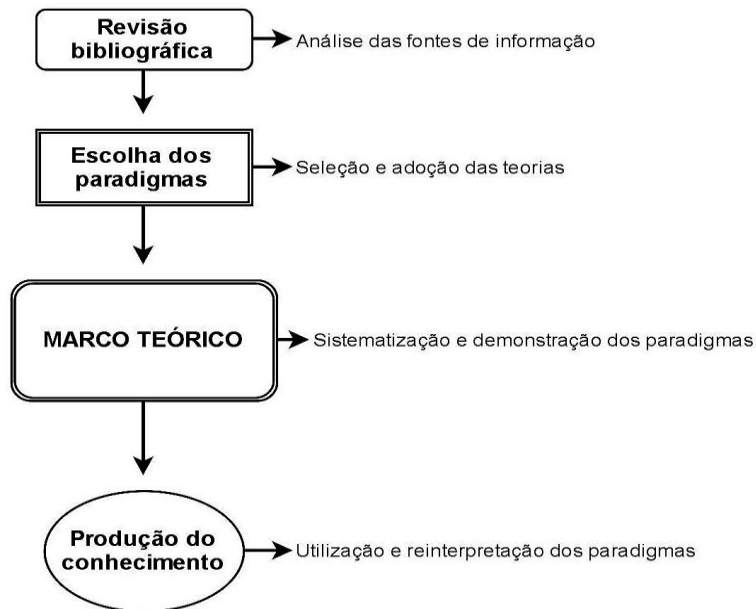 Revisão
bibliográfica
Análise das fontes de informação
Escolha dos
paradigmas
Seleção e adoção das teorias
MARCO TEÓRICO
Sistematização e demonstração dos paradigmas
Produção do
conhecimento
Utilização e reinterpretação dos paradigmas